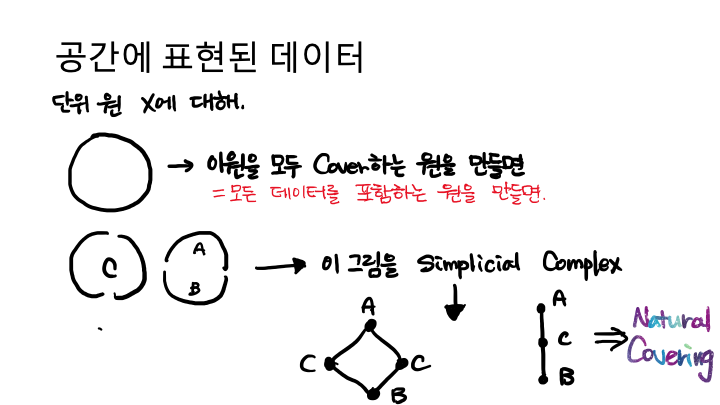 공간에 표현된 데이터
단위 원 X에 대해.
→ 이원을 모두 Cover하는 원을 만들면
= 모든 데이터를 포함하는 원을 만들면.
C
A
B
→ 이 그림을 Simplicial Complex
A
C
C
B
A
C
B
⇒ Natural
Covering